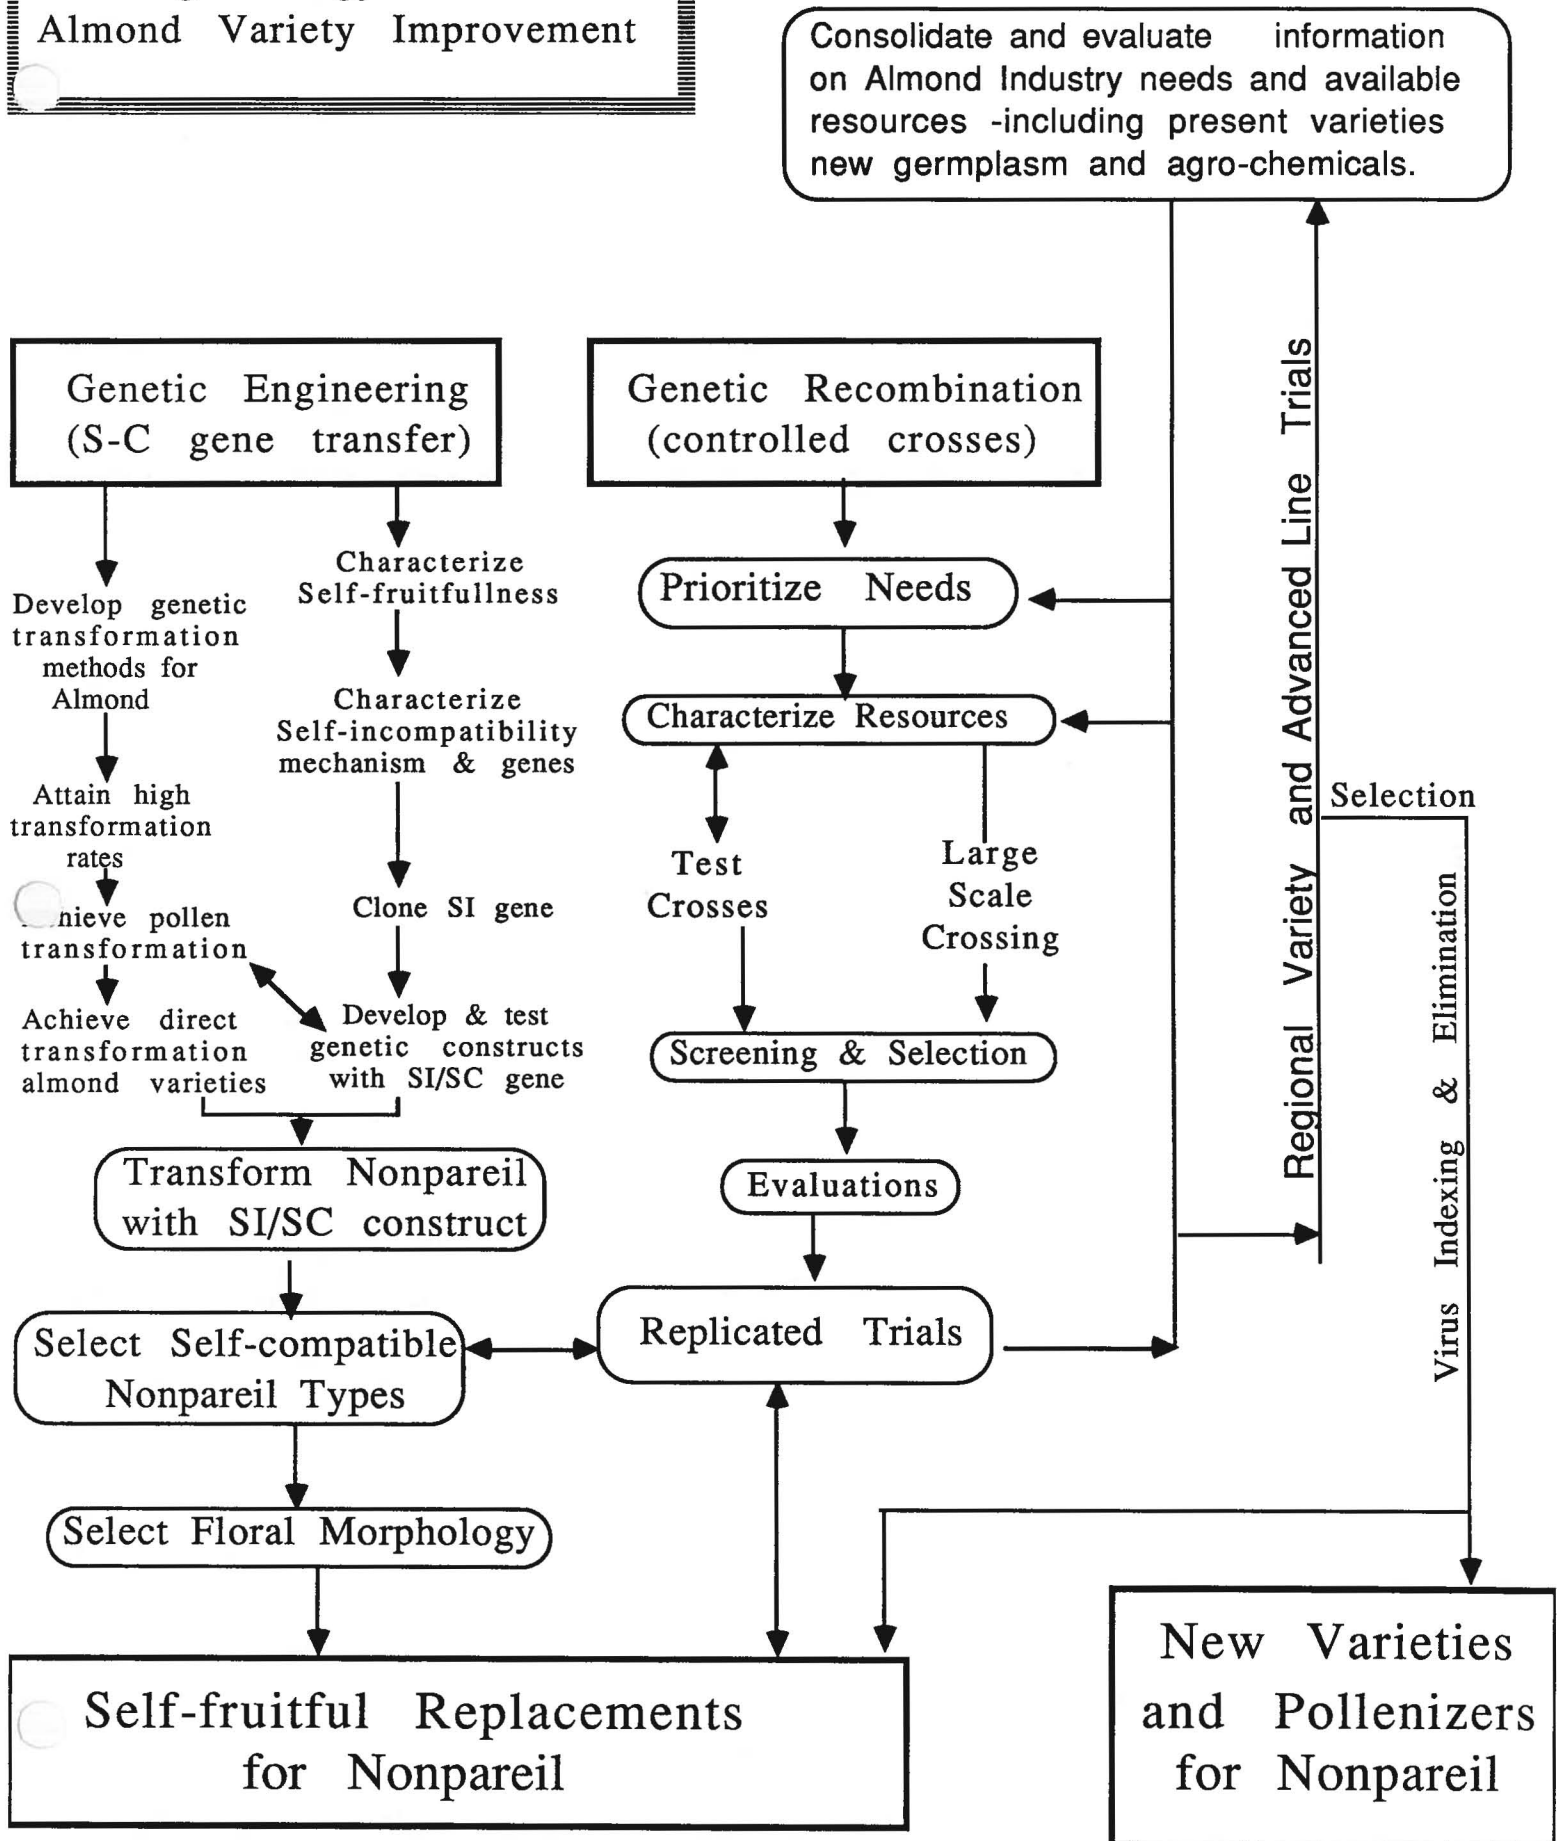 Almond Variety Improvement
Consolidate and evaluate information
on Almond Industry needs and available
resources -including present varieties
new germplasm and agro-chemicals.
Genetic Engineering
(S-C gene transfer)
Genetic Recombination
(controlled crosses)
Develop genetic
transformation
methods for
Almond
Attain high
transformation
rates
pollen
transformation
Achieve direct
transformation
almond varieties
Characterize
Self-fruitfullness
Characterize
Self-incompatibility
mechanism & genes
Clone SI gene
Develop & test
genetic constructs
with SI/SC gene
Transform Nonpareil
with SI/SC construct
Select Self-compatible
Nonpareil Types
Select Floral Morphology
Self-fruitful Replacements
for Nonpareil
Prioritize Needs
Characterize Resources
Test
Crosses
Large
Scale
Crossing
Screening & Selection
Evaluations
Replicated Trials
Regional Variety and Advanced Line Trials
Selection
Virus Indexing & Elimination
New Varieties
and Pollenizers
for Nonpareil